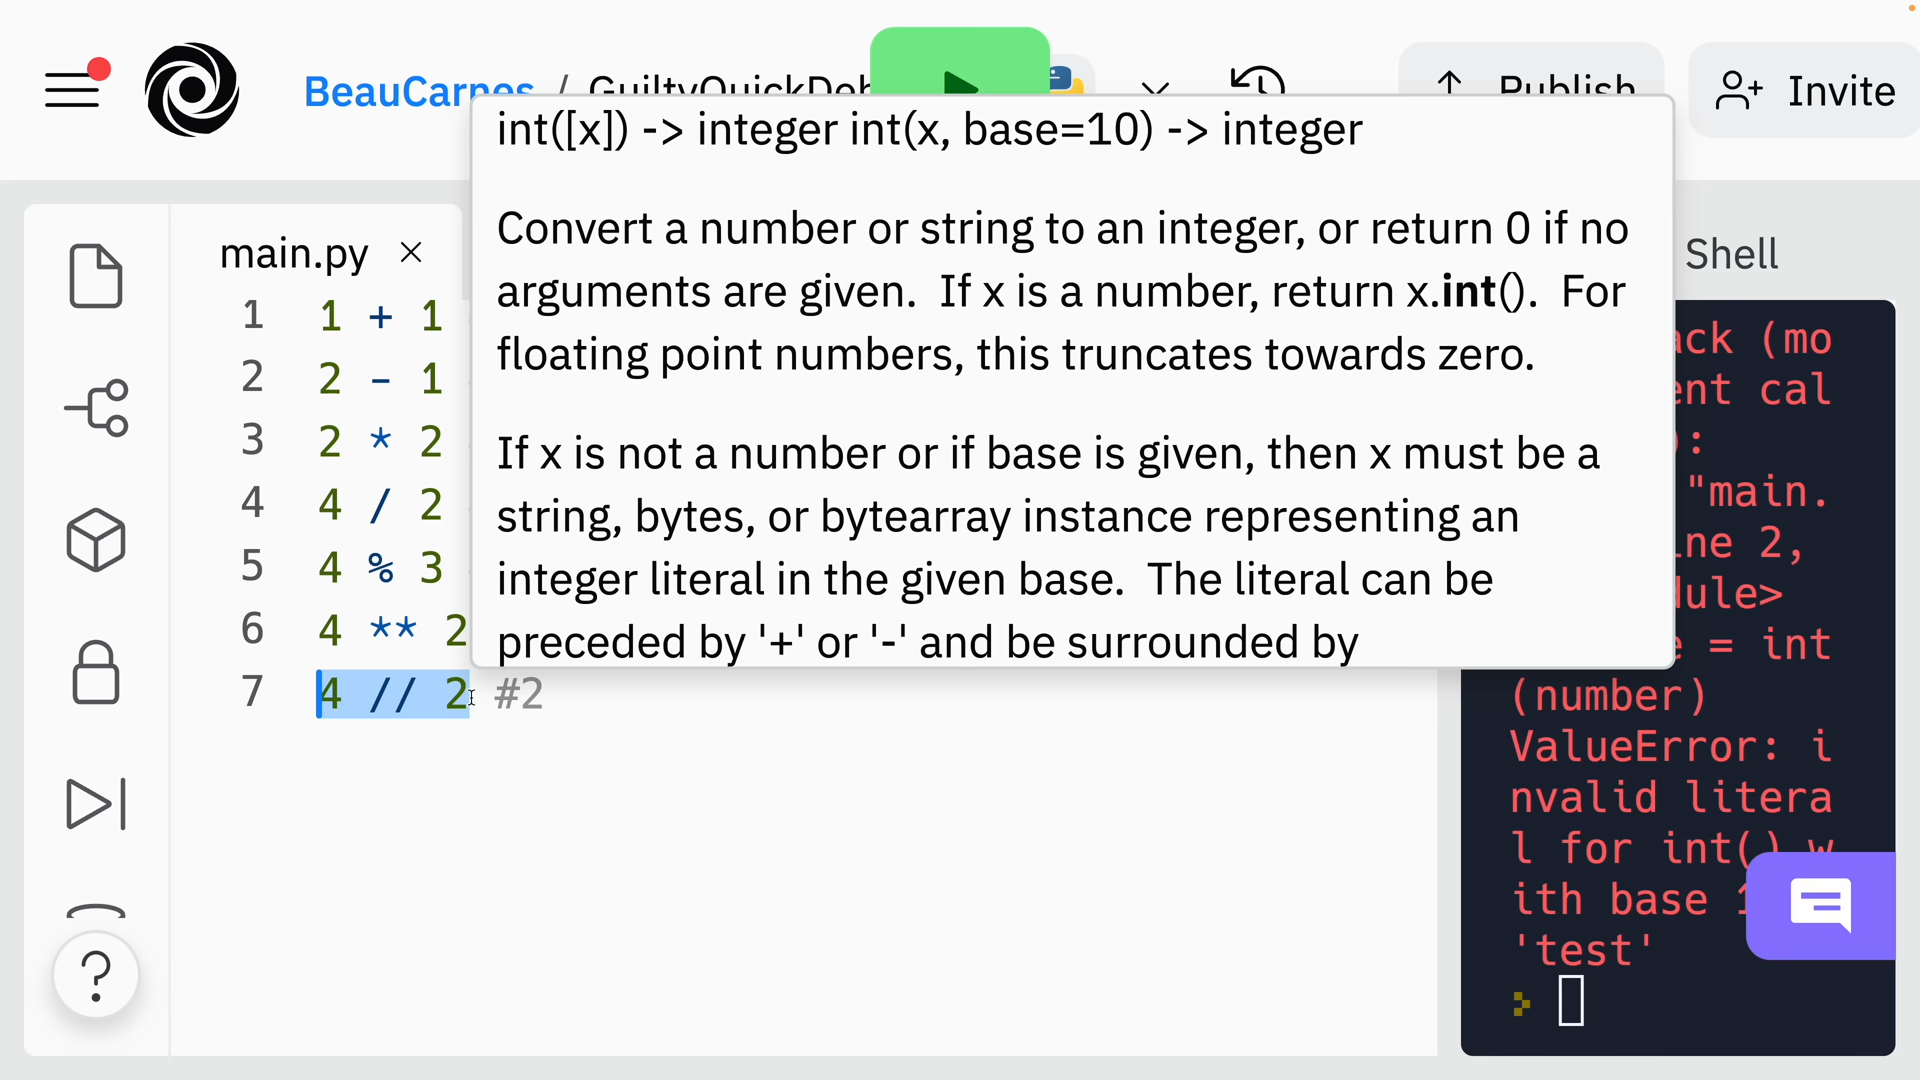 BeauCarnes / GuiltyQuickDeb
Publish
Invite
int([x]) -> integer int(x, base=10) -> integer
Convert a number or string to an integer, or return 0 if no
arguments are given.  If x is a number, return x.int().  For
floating point numbers, this truncates towards zero.
If x is not a number or if base is given, then x must be a
string, bytes, or bytearray instance representing an
integer literal in the given base.  The literal can be
preceded by '+' or '-' and be surrounded by
main.py
1 1 + 1
2 2 - 1
3 2 * 2
4 4 / 2
5 4 % 3
6 4 ** 2
7 4 // 2 #2
Shell
ack (mo
ent cal
):
"main.
ine 2,
dule>
= int
(number)
ValueError: i
nvalid litera
l for int() w
ith base
'test'
?